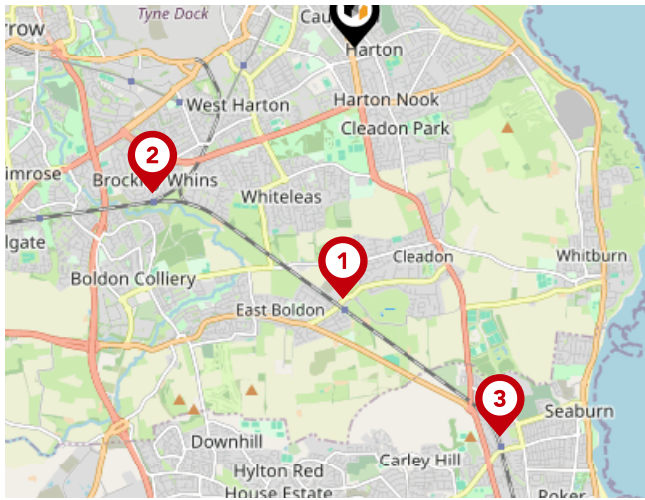 Tyne Dock
Cau
rrow
Harton
West Harton
Harton Nook
Cleadon Park
imrose
Brock Whins
Whiteleas
2
lgate
Cleadon
Whitburn
1
Boldon Colliery
East Boldon
3
Seaburn
Downhill
Carley Hill
Hylton Red
House Estate
Roker